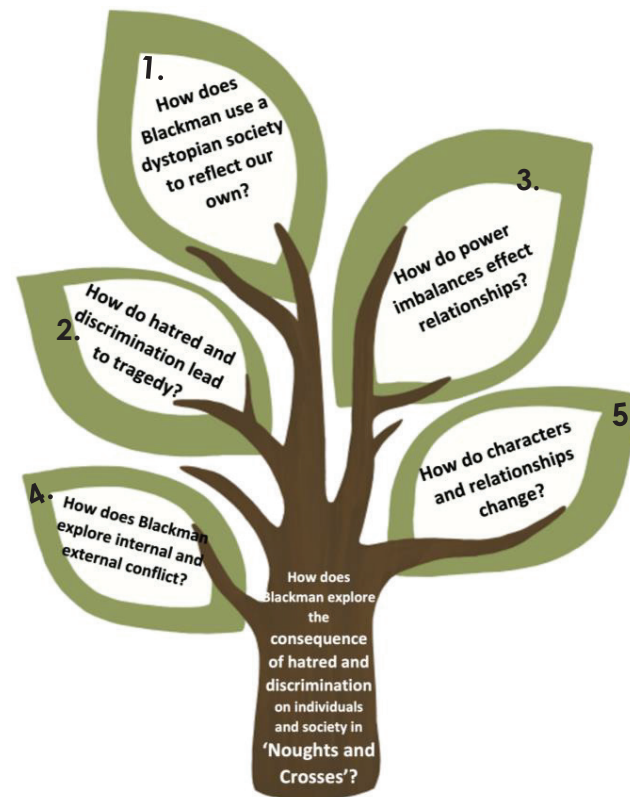 1.
How does
Blackman use a
dystopian society
to reflect our
own?
2.
How do hatred and
discrimination lead
to tragedy?
3.
How do power
imbalances effect
relationships?
4.
How does Blackman
explore internal and
external conflict?
5
How do characters
and relationships
change?
How does
Blackman explore
the
consequence
of hatred and
discrimination
on individuals
and society in
‘Noughts and
Crosses’?